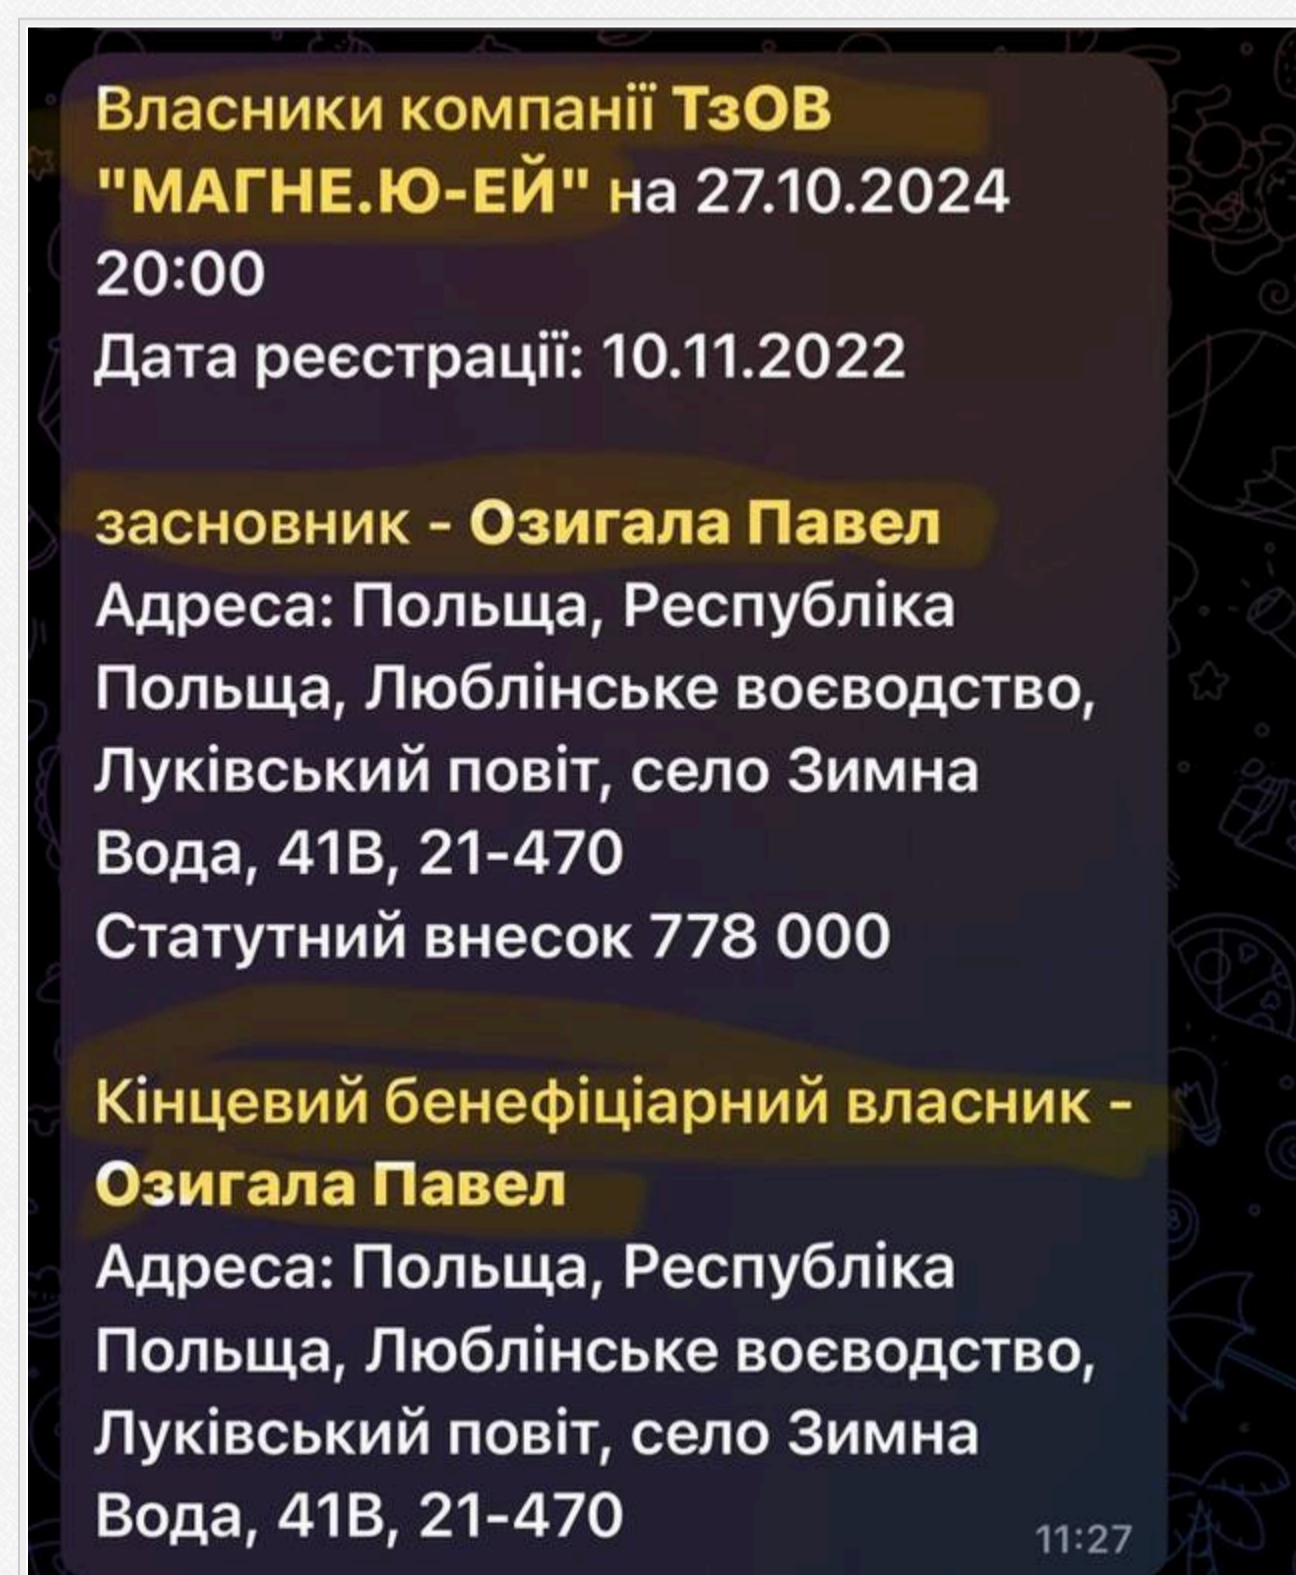 Власники компанії ТзОВ
"МАГНЕ.Ю-ЕЙ" на 27.10.2024
20:00
Дата реєстрації: 10.11.2022
засновник - Озигала Павел
Адреса: Польща, Республіка
Польща, Люблінське воєводство,
Луківський повіт, село Зимна
Вода, 41В, 21-470
Статутний внесок 778 000
Кінцевий бенефіціарний власник -
Озигала Павел
Адреса: Польща, Республіка
Польща, Люблінське воєводство,
Луківський повіт, село Зимна
Вода, 41В, 21-470
11:27